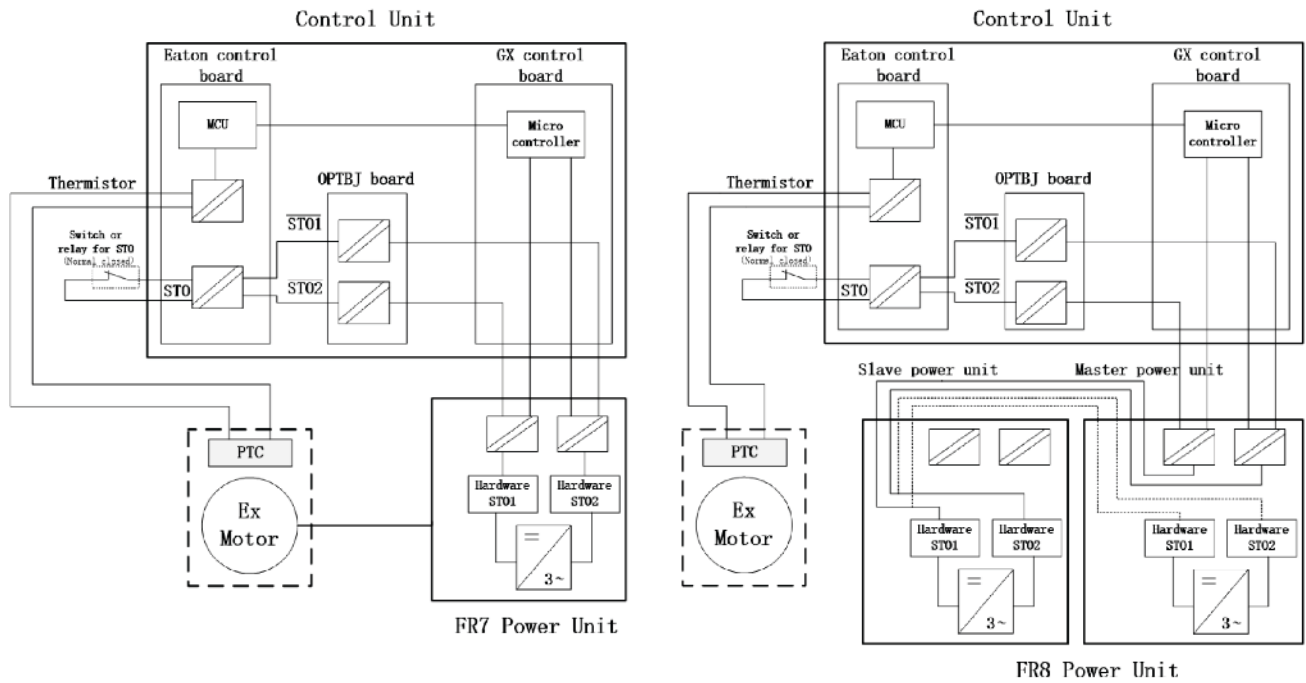 Control Unit
Eaton control
board
GX control
board
MCU
Micro
controller
Thermistor
OPTBJ board
STO1
Switch or
relay for STO
(Normal closed)
STO
STO2
PTC
Ex
Motor
Hardware
STO1
Hardware
STO2
3~
FR7 Power Unit
Control Unit
Eaton control
board
GX control
board
MCU
Micro
controller
Thermistor
OPTBJ board
STO1
Switch or
relay for STO
(Normal closed)
STO
STO2
Slave power unit
Master power unit
PTC
Ex
Motor
Hardware
STO1
Hardware
STO2
3~
Hardware
STO1
Hardware
STO2
3~
FR8 Power Unit